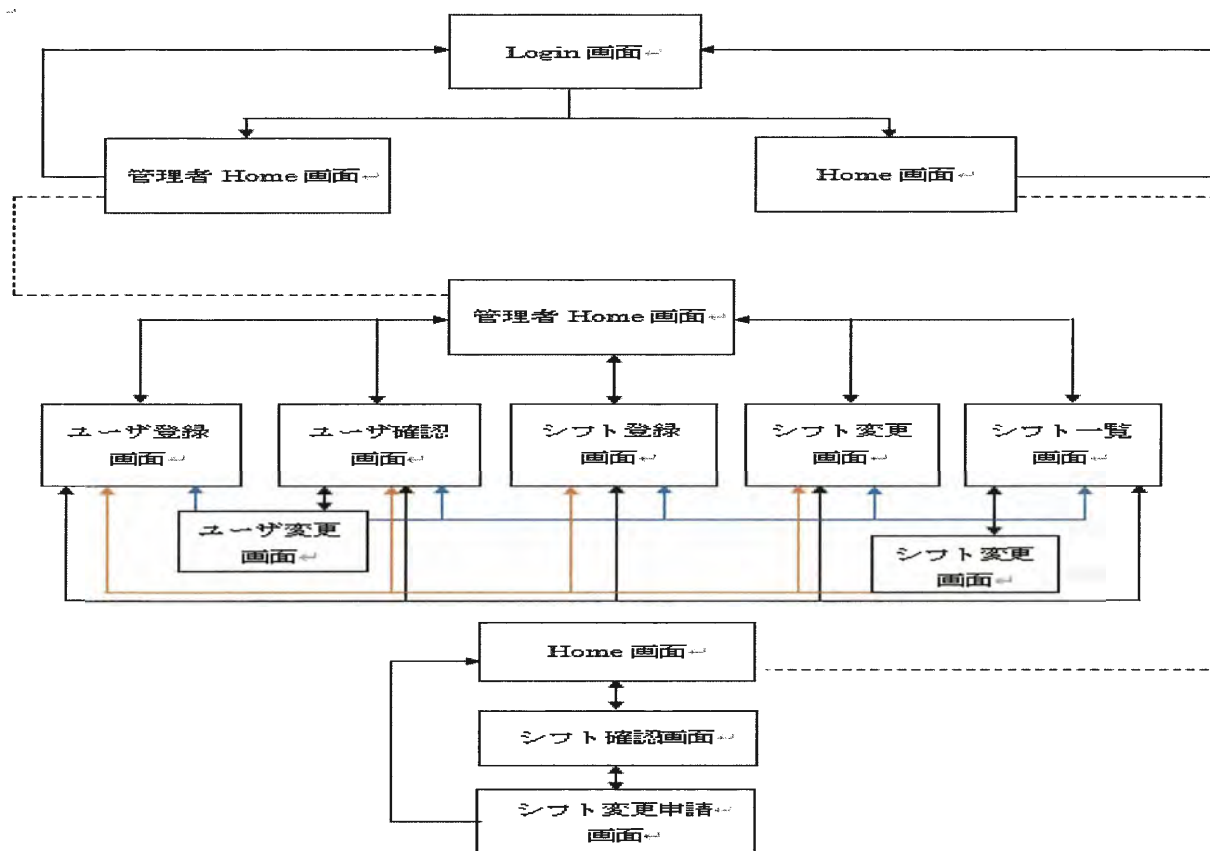 Login 画面
管理者 Home 画面
Home 画面
管理者 Home 画面
ユーザ登録
画面
ユーザ確認
画面
シフト登録
画面
シフト変更
画面
シフト一覧
画面
ユーザ変更
画面
シフト変更
画面
Home 画面
シフト確認画面
シフト変更申請
画面